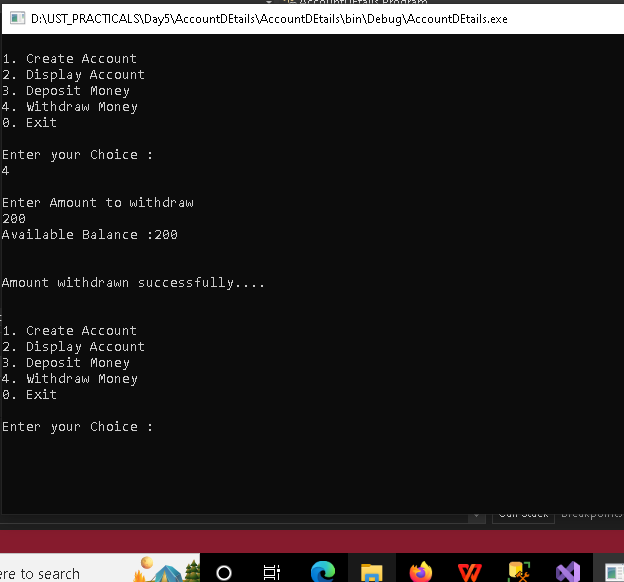 AccountDetails.Program
D:\UST_PRACTICALS\Day5\AccountDEtails\AccountDEtails\bin\Debug\AccountDEtails.exe
1. Create Account
2. Display Account
3. Deposit Money
4. Withdraw Money
0. Exit
Enter your Choice :
4
Enter Amount to withdraw
200
Available Balance :200
Amount withdrawn successfully....
1. Create Account
2. Display Account
3. Deposit Money
4. Withdraw Money
0. Exit
Enter your Choice :
Call Stack Breakpoints
ere to search